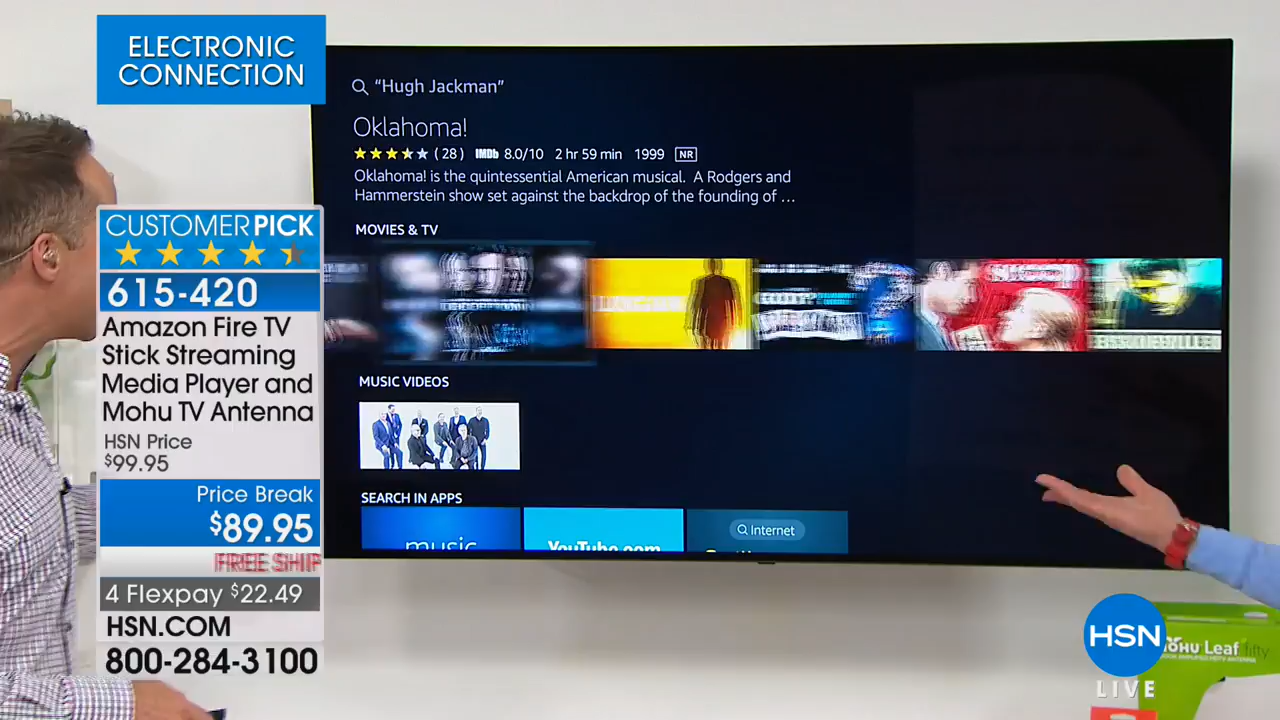 ELECTRONIC
CONNECTION
"Hugh Jackman"
Oklahoma!
(28) IMDb 8.0/10 2 hr 59 min 1999 NR
Oklahoma! is the quintessential American musical. A Rodgers and
Hammerstein show set against the backdrop of the founding of ...
MOVIES & TV
MUSIC VIDEOS
SEARCH IN APPS
music
YouTube.com
Internet
CUSTOMER PICK
615-420
Amazon Fire TV
Stick Streaming
Media Player and
Mohu TV Antenna
HSN Price
$99.95
Price Break
$89.95
FREE SHIP
4 Flexpay $22.49
HSN.COM
800-284-3100
HSN
LIVE
mohu Leaf fifty